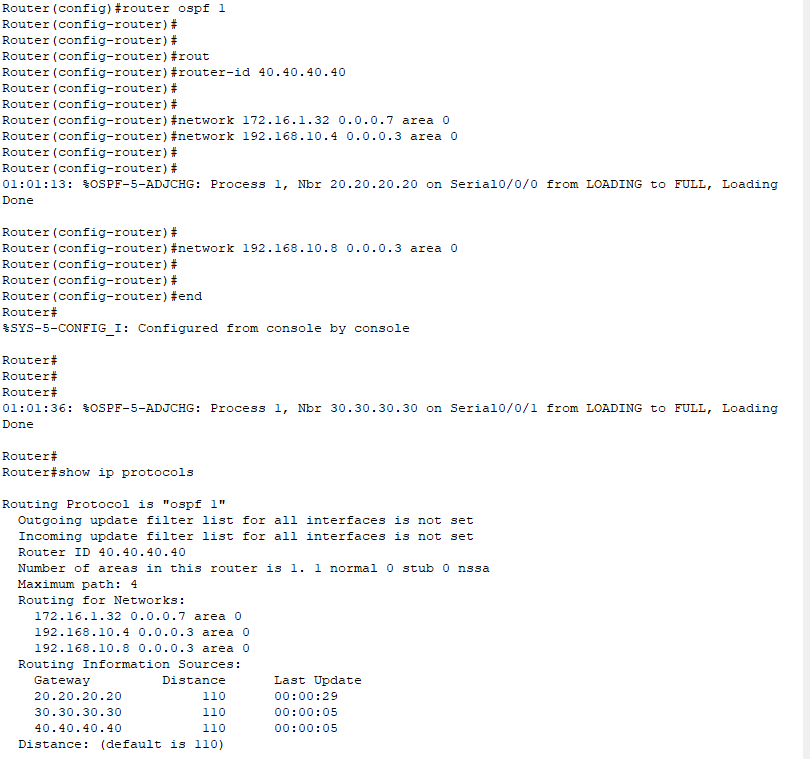 Router(config)#router ospf 1
Router(config-router)#
Router(config-router)#
Router(config-router)#rout
Router(config-router)#router-id 40.40.40.40
Router(config-router)#
Router(config-router)#
Router(config-router)#network 172.16.1.32 0.0.0.7 area 0
Router(config-router)#network 192.168.10.4 0.0.0.3 area 0
Router(config-router)#
Router(config-router)#
01:01:13: %OSPF-5-ADJCHG: Process 1, Nbr 20.20.20.20 on Serial0/0/0 from LOADING to FULL, Loading
Done
Router(config-router)#
Router(config-router)#network 192.168.10.8 0.0.0.3 area 0
Router(config-router)#
Router(config-router)#
Router(config-router)#end
Router#
%SYS-5-CONFIG_I: Configured from console by console
Router#
Router#
Router#
01:01:36: %OSPF-5-ADJCHG: Process 1, Nbr 30.30.30.30 on Serial0/0/1 from LOADING to FULL, Loading
Done
Router#
Router#show ip protocols
Routing Protocol is "ospf 1"
  Outgoing update filter list for all interfaces is not set
  Incoming update filter list for all interfaces is not set
  Router ID 40.40.40.40
  Number of areas in this router is 1. 1 normal 0 stub 0 nssa
  Maximum path: 4
  Routing for Networks:
    172.16.1.32 0.0.0.7 area 0
    192.168.10.4 0.0.0.3 area 0
    192.168.10.8 0.0.0.3 area 0
  Routing Information Sources:
    Gateway         Distance      Last Update
    20.20.20.20          110      00:00:29
    30.30.30.30          110      00:00:05
    40.40.40.40          110      00:00:05
  Distance: (default is 110)